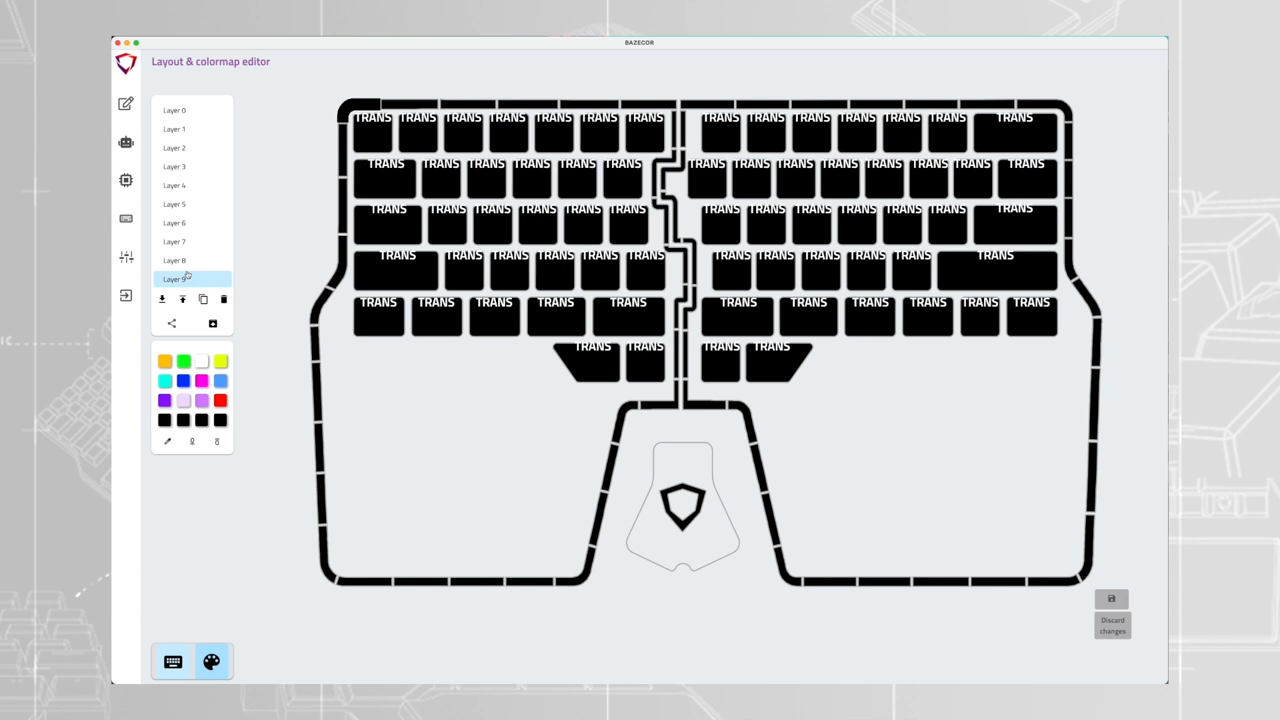 BAZECOR
Layout & colormap editor
Layer 0
Layer 1
Layer 2
Layer 3
Layer 4
Layer 5
Layer 6
Layer 7
Layer 8
Layer 9
TRANS TRANS TRANS TRANS TRANS TRANS TRANS TRANS TRANS TRANS TRANS TRANS TRANS TRANS
TRANS TRANS TRANS TRANS TRANS TRANS TRANS TRANS TRANS TRANS TRANS TRANS TRANS TRANS
TRANS TRANS TRANS TRANS TRANS TRANS TRANS TRANS TRANS TRANS TRANS TRANS TRANS
TRANS TRANS TRANS TRANS TRANS TRANS TRANS TRANS TRANS TRANS TRANS TRANS
TRANS TRANS TRANS TRANS TRANS TRANS TRANS TRANS TRANS TRANS TRANS
TRANS TRANS TRANS TRANS
Discard
changes